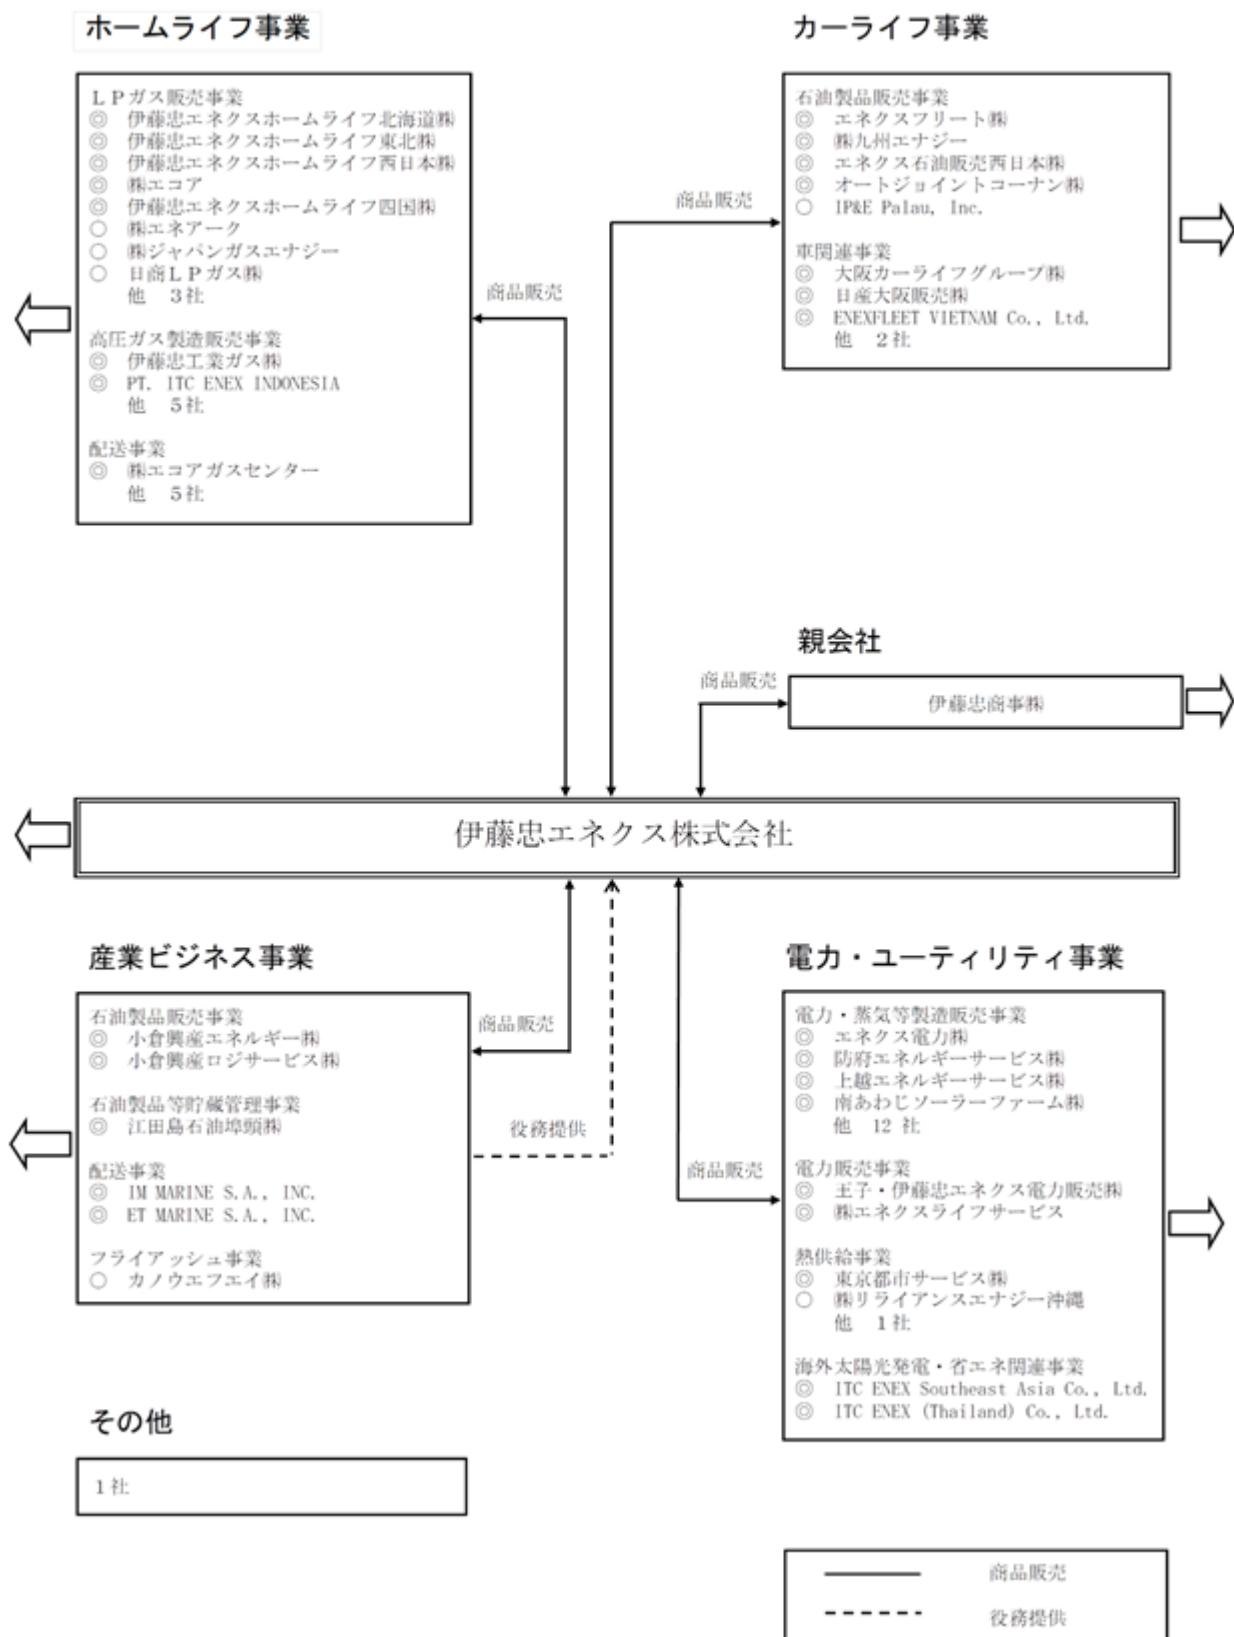 ホームライフ事業
LPガス販売事業
◎ 伊藤忠エネクスホームライフ北海道㈱
◎ 伊藤忠エネクスホームライフ東北㈱
◎ 伊藤忠エネクスホームライフ西日本㈱
◎ ㈱エコア
◎ 伊藤忠エネクスホームライフ四国㈱
○ ㈱エネアーク
○ ㈱ジャパンガスエナジー
○ 日商LPガス㈱
他 3社
高圧ガス製造販売事業
◎ 伊藤忠工業ガス㈱
◎ PT. ITC ENEX INDONESIA
他 5社
配送事業
◎ ㈱エコアガスセンター
他 5社
商品販売
カーライフ事業
石油製品販売事業
◎ エネクスフリート㈱
◎ ㈱九州エナジー
◎ エネクス石油販売西日本㈱
◎ オートジョイントコーナン㈱
○ IP&E Palau, Inc.
車関連事業
◎ 大阪カーライフグループ㈱
◎ 日産大阪販売㈱
◎ ENEXFLEET VIETNAM Co., Ltd.
他 2社
商品販売
親会社
商品販売
伊藤忠商事㈱
伊藤忠エネクス株式会社
産業ビジネス事業
石油製品販売事業
◎ 小倉興産エネルギー㈱
◎ 小倉興産ロジサービス㈱
石油製品等貯蔵管理事業
◎ 江田島石油埠頭㈱
配送事業
◎ IM MARINE S.A., INC.
◎ ET MARINE S.A., INC.
フライアッシュ事業
○ カノウエフエイ㈱
商品販売
役務提供
電力・ユーティリティ事業
電力・蒸気等製造販売事業
◎ エネクス電力㈱
◎ 防府エネルギーサービス㈱
◎ 上越エネルギーサービス㈱
◎ 南あわじソーラーファーム㈱
他 12 社
電力販売事業
◎ 王子・伊藤忠エネクス電力販売㈱
◎ ㈱エネクスライフサービス
熱供給事業
◎ 東京都市サービス㈱
○ ㈱リライアンスエナジー沖縄
他 1社
海外太陽光発電・省エネ関連事業
◎ ITC ENEX Southeast Asia Co., Ltd.
◎ ITC ENEX (Thailand) Co., Ltd.
商品販売
その他
1社
商品販売
役務提供